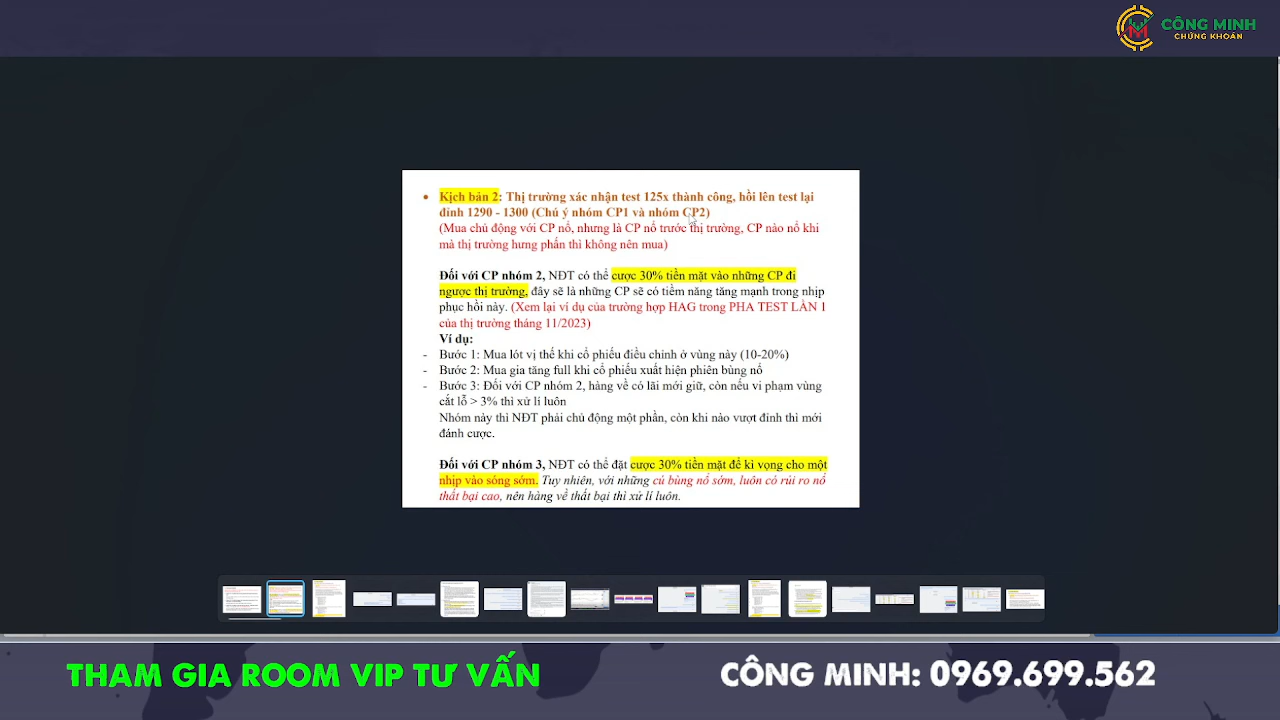 CÔNG MINH
CHỨNG KHOÁN
• Kịch bản 2: Thị trường xác nhận test 125x thành công, hồi lên test lại
đỉnh 1290 - 1300 (Chú ý nhóm CP1 và nhóm CP2)
(Mua chủ động với CP nổ, nhưng là CP nổ trước thị trường, CP nào nổ khi
mà thị trường hưng phấn thì không nên mua)
Đối với CP nhóm 2, NĐT có thể cược 30% tiền mặt vào những CP đi
ngược thị trường, đây sẽ là những CP sẽ có tiềm năng tăng mạnh trong nhịp
phục hồi này. (Xem lại ví dụ của trường hợp HAG trong PHA TEST LẦN 1
của thị trường tháng 11/2023)
Ví dụ:
- Bước 1: Mua lót vị thế khi cổ phiếu điều chỉnh ở vùng này (10-20%)
- Bước 2: Mua gia tăng full khi cổ phiếu xuất hiện phiên bùng nổ
- Bước 3: Đối với CP nhóm 2, hàng về có lãi mới giữ, còn nếu vi phạm vùng
cắt lỗ > 3% thì xử lí luôn
Nhóm này thì NĐT phải chủ động một phần, còn khi nào vượt đỉnh thì mới
đánh cược.
Đối với CP nhóm 3, NĐT có thể đặt cược 30% tiền mặt để kì vọng cho một
nhịp vào sóng sớm. Tuy nhiên, với những cú bùng nổ sớm, luôn có rủi ro nổ
thất bại cao, nên hàng về thất bại thì xử lí luôn.
THAM GIA ROOM VIP TƯ VẤN
CÔNG MINH: 0969.699.562